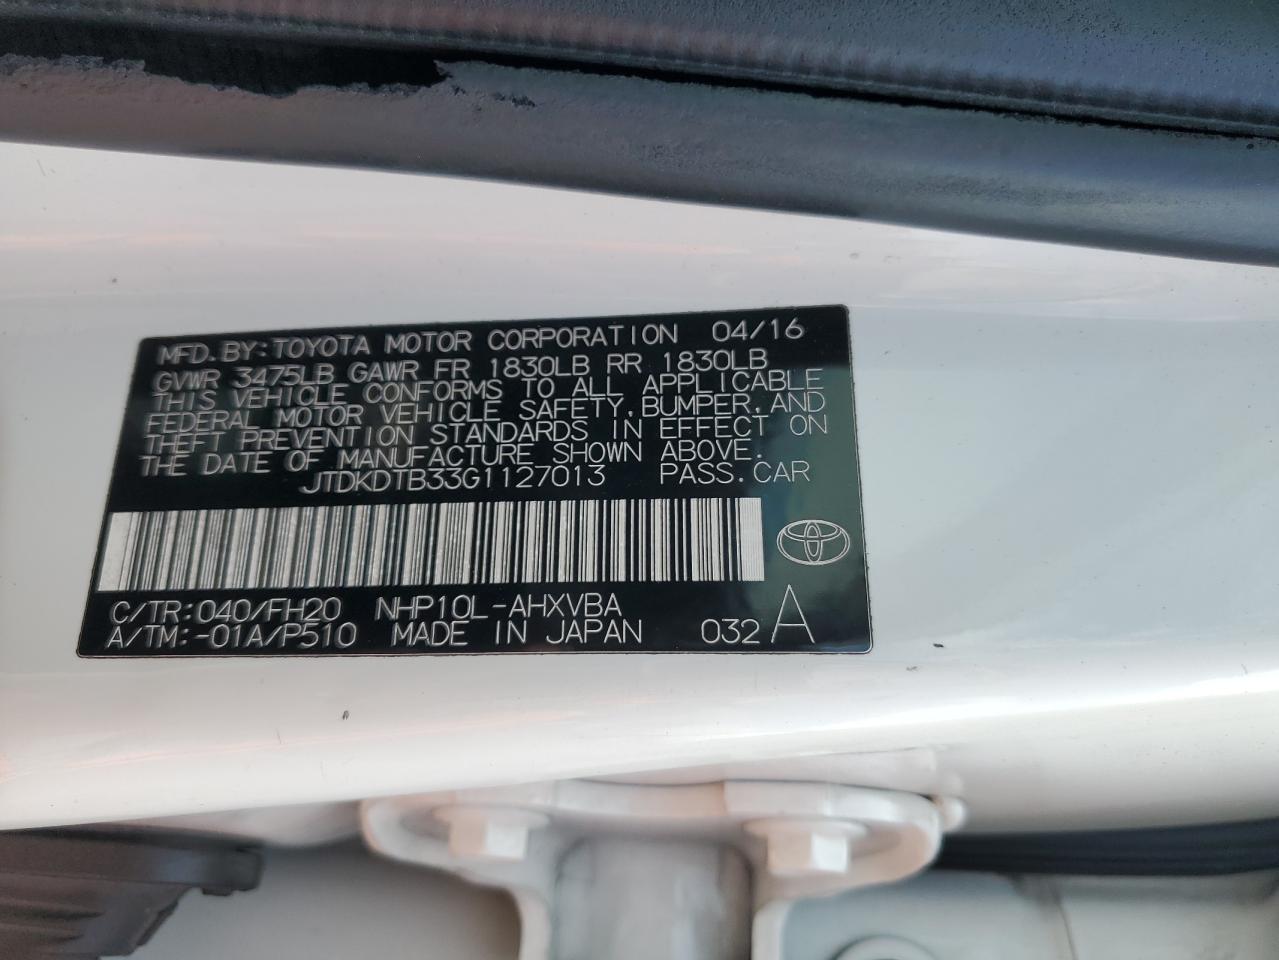 MFD. BY: TOYOTA MOTOR CORPORATION 04/16
GVWR 3475LB GAWR FR 1830LB RR 1830LB
THIS VEHICLE CONFORMS TO ALL APPLICABLE
FEDERAL MOTOR VEHICLE SAFETY, BUMPER, AND
THEFT PREVENTION STANDARDS IN EFFECT ON
THE DATE OF MANUFACTURE SHOWN ABOVE.
JTDKDTB33G1127013 PASS. CAR
C/TR: 040/FH20 NHP10L-AHXVBA
A/TM: -01A/P510 MADE IN JAPAN 032 A